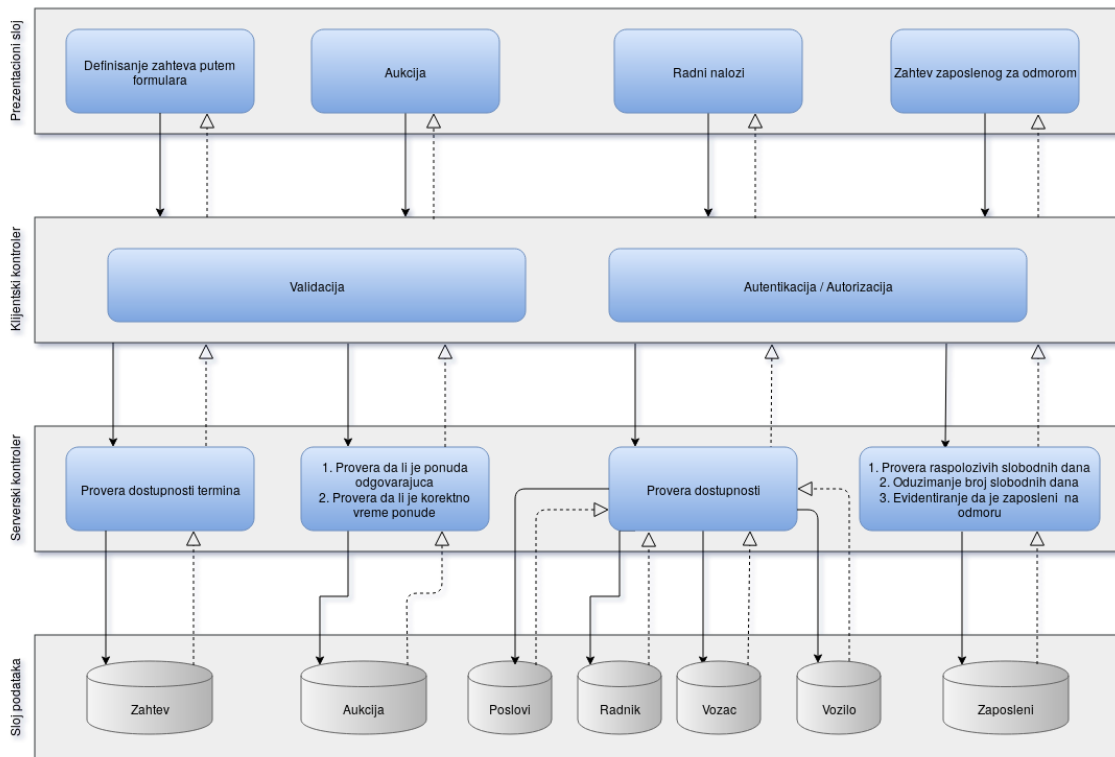 Prezentacioni sloj
Definisanje zahteva putem
formulara
Aukcija
Radni nalozi
Zahtev zaposlenog za odmorom
Klijentski kontroler
Validacija
Autentikacija / Autorizacija
Serverski kontroler
Provera dostupnosti termina
1. Provera da li je ponuda
odgovarajuca
2. Provera da li je korektno
vreme ponude
Provera dostupnosti
1. Provera raspolozivih slobodnih dana
2. Oduzimanje broj slobodnih dana
3. Evidentiranje da je zaposleni na
odmoru
Sloj podataka
Zahtev
Aukcija
Poslovi
Radnik
Vozac
Vozilo
Zaposleni